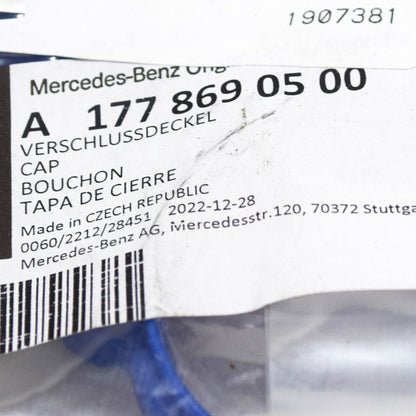 1907381
Mercedes-Benz Orig
A 177 869 05 00
VERSCHLUSSDECKEL
CAP
BOUCHON
TAPA DE CIERRE
Made in CZECH REPUBLIC
0060/2212/28451 2022-12-28
Mercedes-Benz AG, Mercedesstr.120, 70372 Stuttga